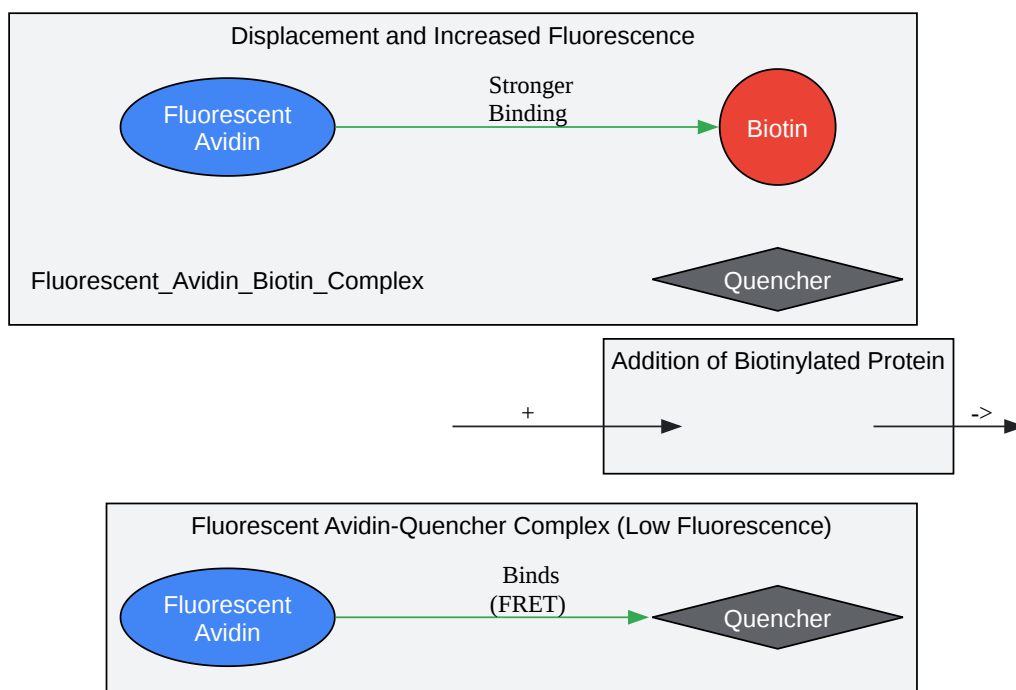 Displacement and Increased Fluorescence
Fluorescent
Avidin
Stronger
Binding
Biotin
Fluorescent_Avidin_Biotin_Complex
Quencher
Addition of Biotinylated Protein
+
->
Fluorescent Avidin-Quencher Complex (Low Fluorescence)
Fluorescent
Avidin
Binds
(FRET)
Quencher